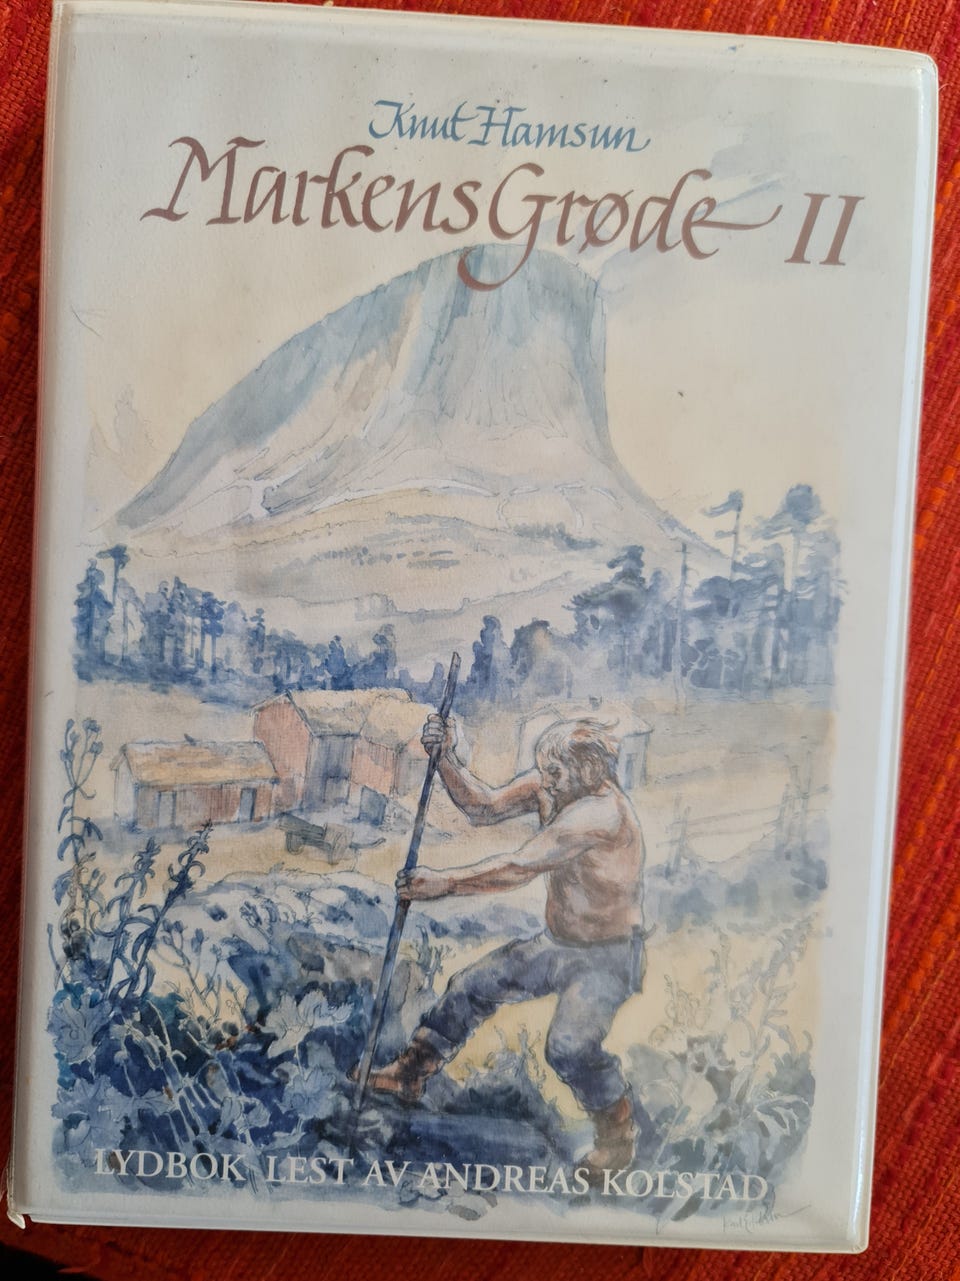 Knut Hamsun
Markens Grøde II
LYDBOK LEST AV ANDREAS KOLSTAD